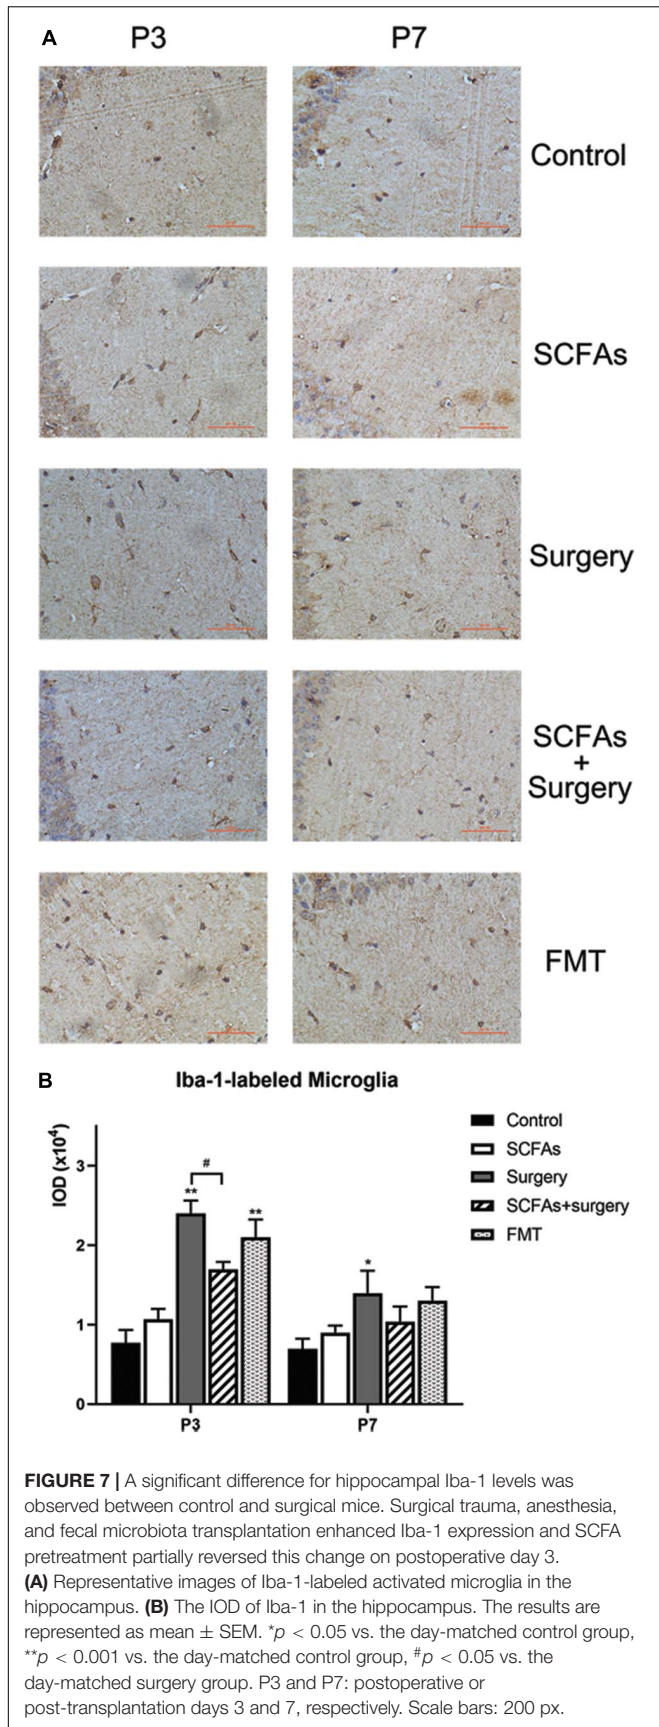 A
P3 P7
Control
SCFAs
Surgery
SCFAs
+
Surgery
FMT
B
Iba-1-labeled Microglia
IOD (x10⁴)
3
2
1
0
** # ** *
P3 P7
Control
SCFAs
Surgery
SCFAs+surgery
FMT
FIGURE 7 | A significant difference for hippocampal Iba-1 levels was
observed between control and surgical mice. Surgical trauma, anesthesia,
and fecal microbiota transplantation enhanced Iba-1 expression and SCFA
pretreatment partially reversed this change on postoperative day 3.
(A) Representative images of Iba-1-labeled activated microglia in the
hippocampus. (B) The IOD of Iba-1 in the hippocampus. The results are
represented as mean ± SEM. *p < 0.05 vs. the day-matched control group,
**p < 0.001 vs. the day-matched control group, #p < 0.05 vs. the
day-matched surgery group. P3 and P7: postoperative or
post-transplantation days 3 and 7, respectively. Scale bars: 200 px.